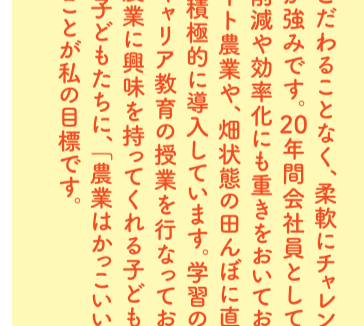 だわることなく、柔軟にチャレン
が強みです。20年間会社員として
削減や効率化にも重きをおいてお
イト農業や、畑状態の田んぼに直
積極的に導入しています。学習の
ャリア教育の授業を行なってお
農業に興味を持ってくれる子ども
子どもたちに、「農業はかっこいい
ことが私の目標です。